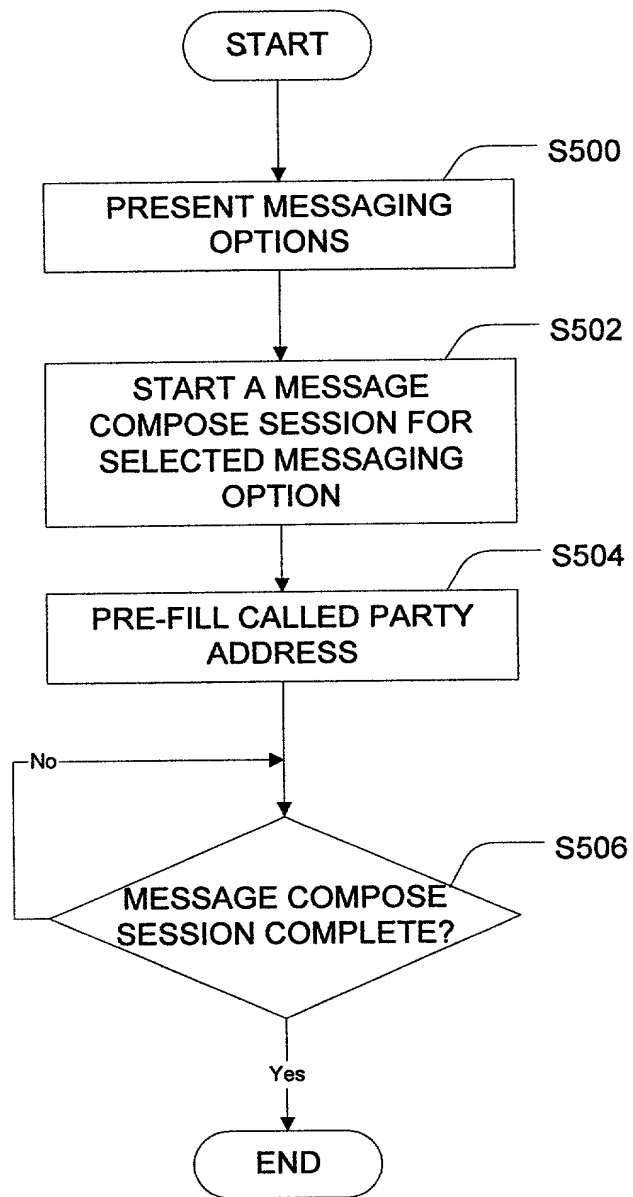 START
S500
PRESENT MESSAGING
OPTIONS
S502
START A MESSAGE
COMPOSE SESSION FOR
SELECTED MESSAGING
OPTION
S504
PRE-FILL CALLED PARTY
ADDRESS
No
S506
MESSAGE COMPOSE
SESSION COMPLETE?
Yes
END